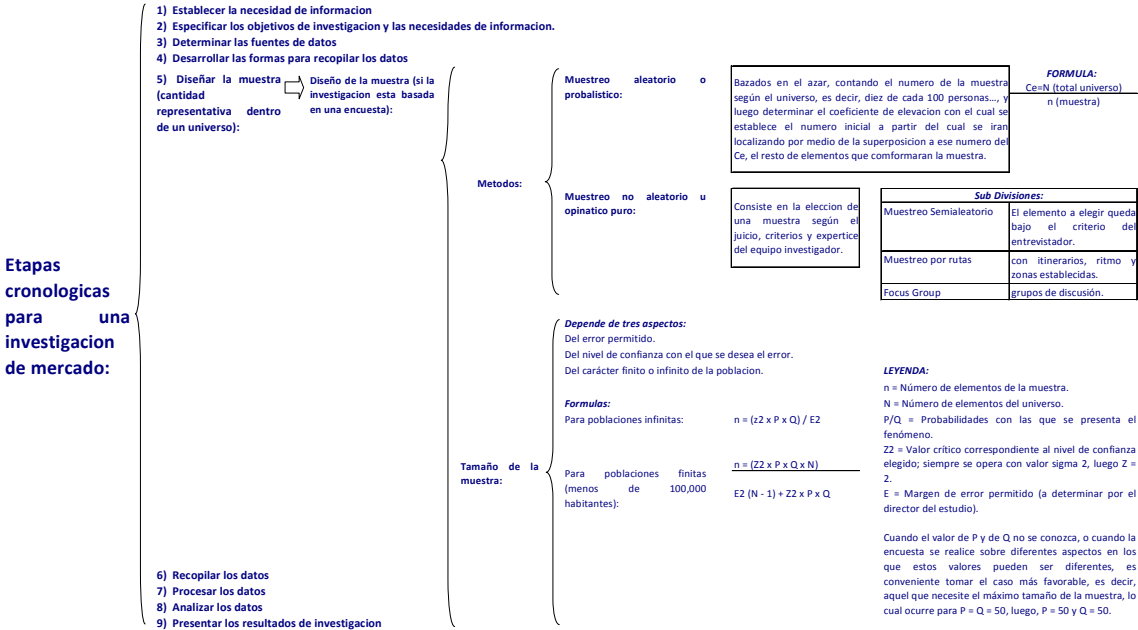 Etapas
cronologicas
para una
investigacion
de mercado:
1) Establecer la necesidad de informacion
2) Especificar los objetivos de investigacion y las necesidades de informacion.
3) Determinar las fuentes de datos
4) Desarrollar las formas para recopilar los datos
5) Diseñar la muestra
(cantidad
representativa dentro
de un universo):
Diseño de la muestra (si la
investigacion esta basada
en una encuesta):
Metodos:
Muestreo aleatorio o
probalistico:
Bazados en el azar, contando el numero de la muestra
según el universo, es decir, diez de cada 100 personas..., y
luego determinar el coeficiente de elevacion con el cual se
establece el numero inicial a partir del cual se iran
localizando por medio de la superposicion a ese numero del
Ce, el resto de elementos que comformaran la muestra.
FORMULA:
Ce=N (total universo)
n (muestra)
Muestreo no aleatorio u
opinatico puro:
Consiste en la eleccion de
una muestra según el
juicio, criterios y expertice
del equipo investigador.
Sub Divisiones:
Muestreo Semialeatorio
El elemento a elegir queda
bajo el criterio del
entrevistador.
Muestreo por rutas
con itinerarios, ritmo y
zonas establecidas.
Focus Group
grupos de discusión.
Tamaño de la
muestra:
Depende de tres aspectos:
Del error permitido.
Del nivel de confianza con el que se desea el error.
Del carácter finito o infinito de la poblacion.
Formulas:
Para poblaciones infinitas:
n = (z2 x P x Q) / E2
Para poblaciones finitas
(menos de 100,000
habitantes):
n = (Z2 x P x Q x N)
E2 (N - 1) + Z2 x P x Q
LEYENDA:
n = Número de elementos de la muestra.
N = Número de elementos del universo.
P/Q = Probabilidades con las que se presenta el
fenómeno.
Z2 = Valor crítico correspondiente al nivel de confianza
elegido; siempre se opera con valor sigma 2, luego Z =
2.
E = Margen de error permitido (a determinar por el
director del estudio).
Cuando el valor de P y de Q no se conozca, o cuando la
encuesta se realice sobre diferentes aspectos en los
que estos valores pueden ser diferentes, es
conveniente tomar el caso más favorable, es decir,
aquel que necesite el máximo tamaño de la muestra, lo
cual ocurre para P = Q = 50, luego, P = 50 y Q = 50.
6) Recopilar los datos
7) Procesar los datos
8) Analizar los datos
9) Presentar los resultados de investigacion